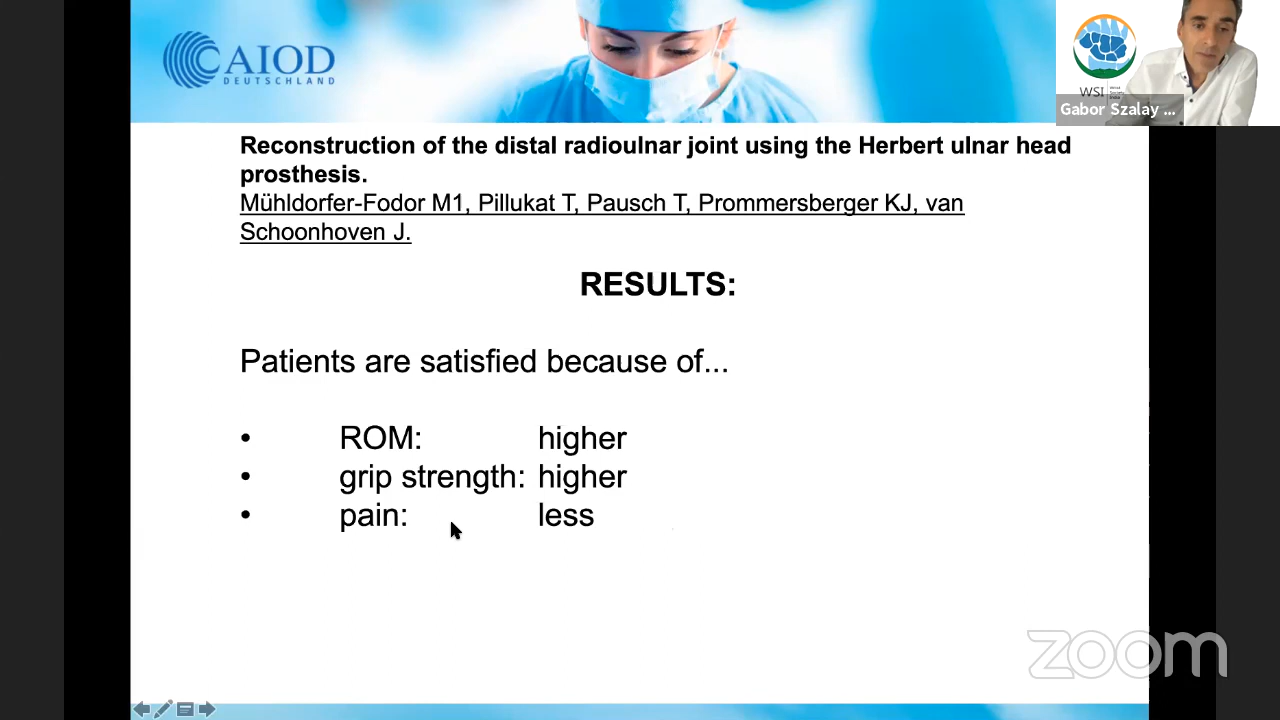 CAIOD
DEUTSCHLAND
WSI
Gabor Szalay ...
Reconstruction of the distal radioulnar joint using the Herbert ulnar head
prosthesis.
Mühldorfer-Fodor M1, Pillukat T, Pausch T, Prommersberger KJ, van
Schoonhoven J.
RESULTS:
Patients are satisfied because of...
• ROM: higher
• grip strength: higher
• pain: less
zoom